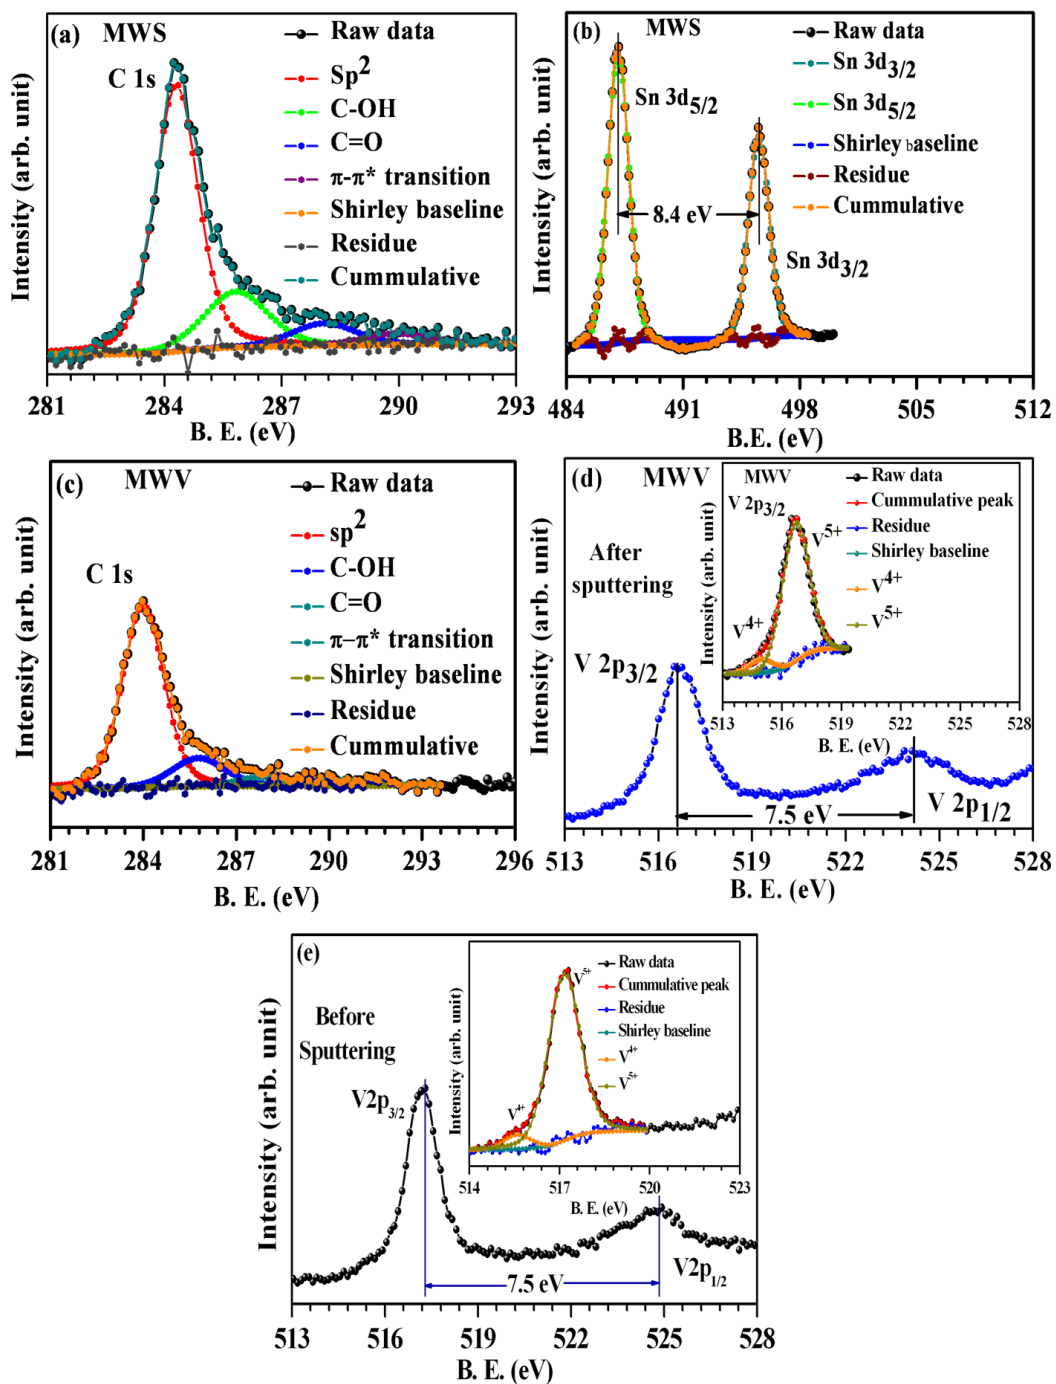 (a) MWS
C 1s
Raw data
Sp2
C-OH
C=O
π-π* transition
Shirley baseline
Residue
Cummulative
Intensity (arb. unit)
281 284 287 290 293
B. E. (eV)
(b) MWS
Raw data
Sn 3d3/2
Sn 3d5/2
Shirley baseline
Residue
Cummulative
Sn 3d5/2
8.4 eV
Sn 3d3/2
Intensity (arb. unit)
484 491 498 505 512
B.E. (eV)
(c) MWV
C 1s
Raw data
sp2
C-OH
C=O
π–π* transition
Shirley baseline
Residue
Cummulative
Intensity (arb. unit)
281 284 287 290 293 296
B. E. (eV)
(d) MWV
After
sputtering
V 2p3/2
7.5 eV
V 2p1/2
Intensity (arb. unit)
513 516 519 522 525 528
B. E. (eV)
MWV
V 2p3/2
V5+
V4+
Raw data
Cummulative peak
Residue
Shirley baseline
V4+
V5+
Intensity (arb. unit)
513 516 519 522 525 528
B. E. (eV)
(e)
Before
Sputtering
V2p3/2
7.5 eV
V2p1/2
Intensity (arb. unit)
513 516 519 522 525 528
B. E. (eV)
V5+
V4+
Raw data
Cummulative peak
Residue
Shirley baseline
V4+
V5+
Intensity (arb. unit)
514 517 520 523
B. E. (eV)